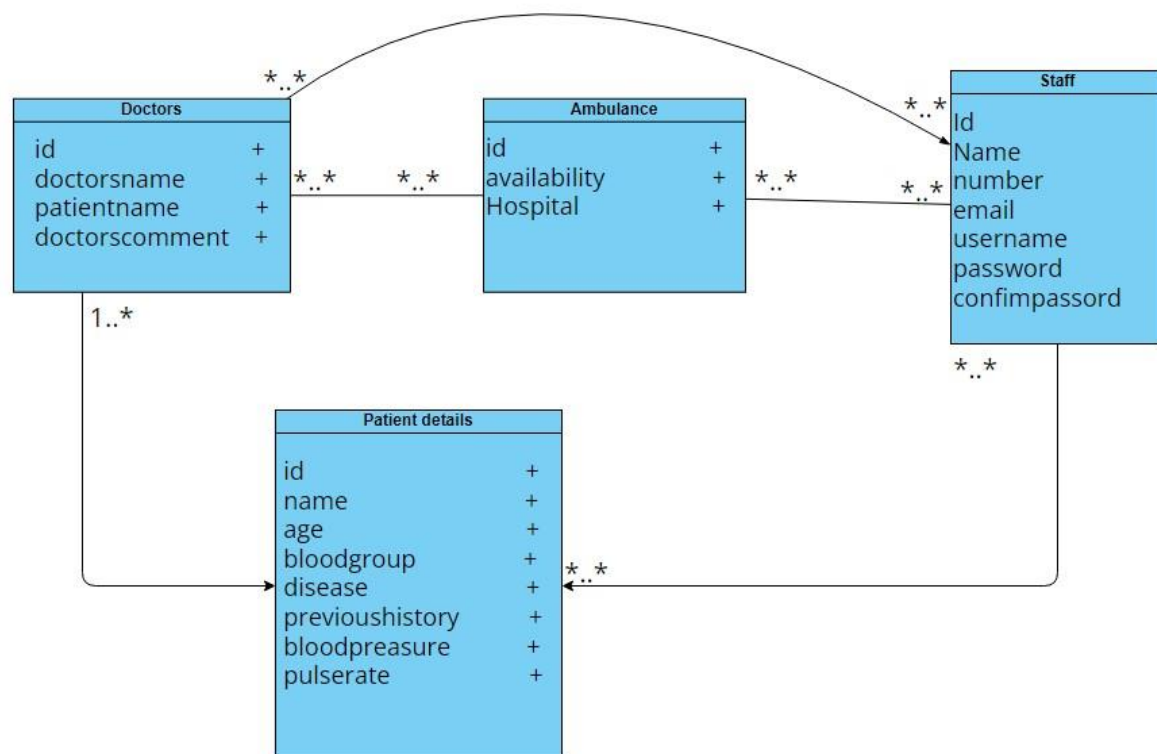 *..*
*..*
Doctors
id +
doctorsname +
patientname +
doctorscomment +
*..*
*..*
Ambulance
id +
availability +
Hospital +
*..*
*..*
Staff
Id
Name
number
email
username
password
confimpassord
1..*
*..*
Patient details
id +
name +
age +
bloodgroup +
disease +
previoushistory +
bloodpreasure +
pulserate +
*..*